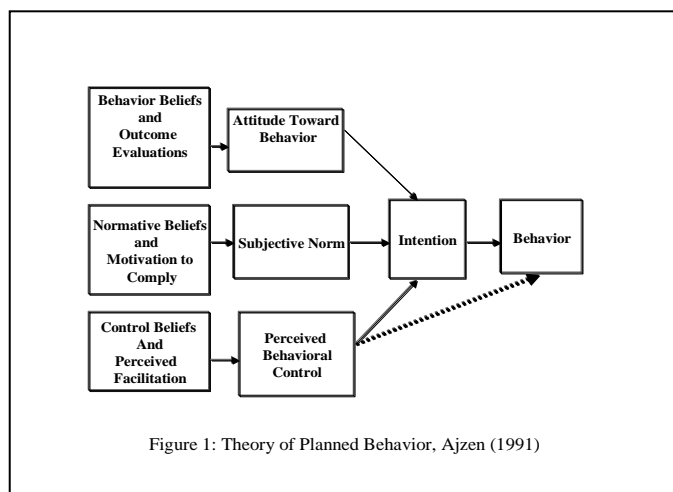 Behavior Beliefs
and
Outcome
Evaluations
Attitude Toward
Behavior
Normative Beliefs
and
Motivation to
Comply
Subjective Norm
Intention
Behavior
Control Beliefs
And
Perceived
Facilitation
Perceived
Behavioral
Control
Figure 1: Theory of Planned Behavior, Ajzen (1991)